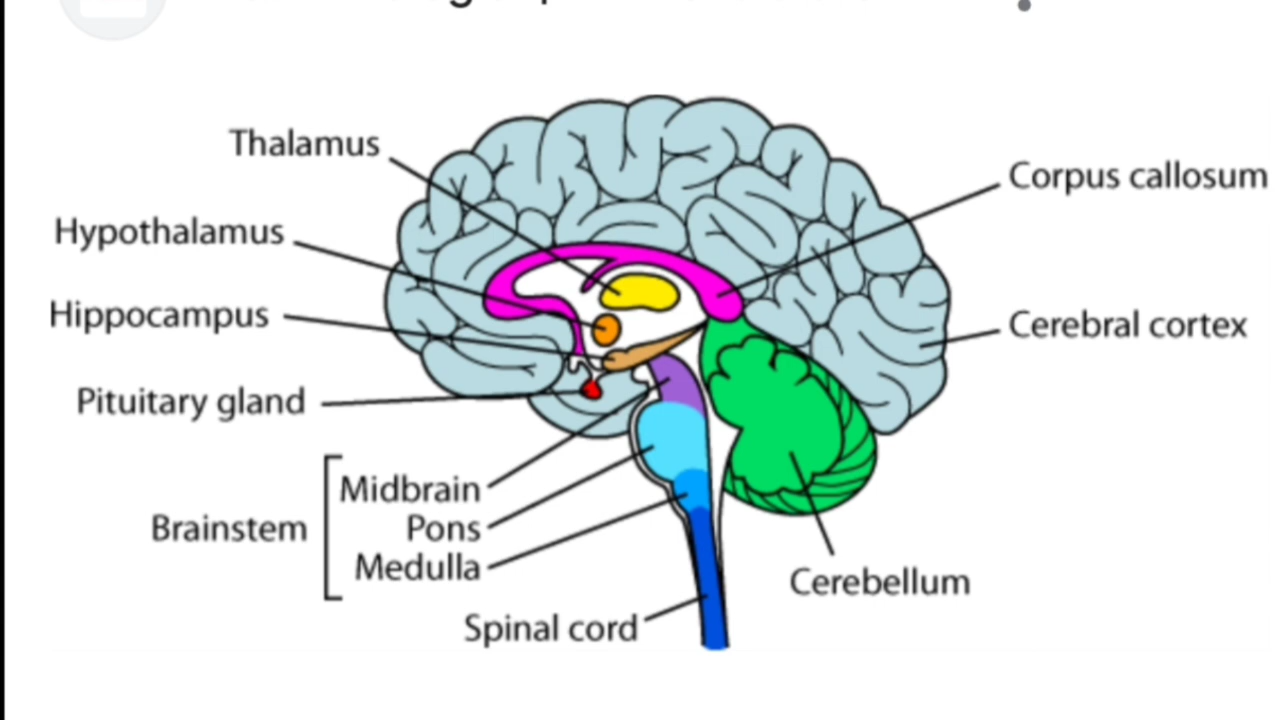 Thalamus
Corpus callosum
Hypothalamus
Hippocampus
Cerebral cortex
Pituitary gland
Midbrain
Brainstem
Pons
Medulla
Cerebellum
Spinal cord